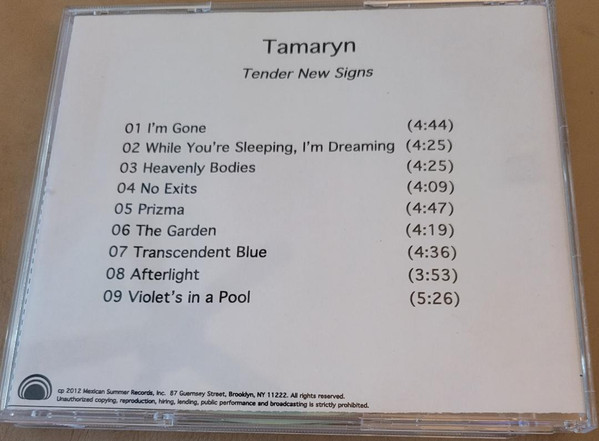 Tamaryn
Tender New Signs
01 I'm Gone (4:44)
02 While You're Sleeping, I'm Dreaming (4:25)
03 Heavenly Bodies (4:25)
04 No Exits (4:09)
05 Prizma (4:47)
06 The Garden (4:19)
07 Transcendent Blue (4:36)
08 Afterlight (3:53)
09 Violet's in a Pool (5:26)
cp 2012 Mexican Summer Records, Inc. 87 Guernsey Street, Brooklyn, NY 11222. All rights reserved.
Unauthorized copying, reproduction, hiring, lending, public performance and broadcasting is strictly prohibited.